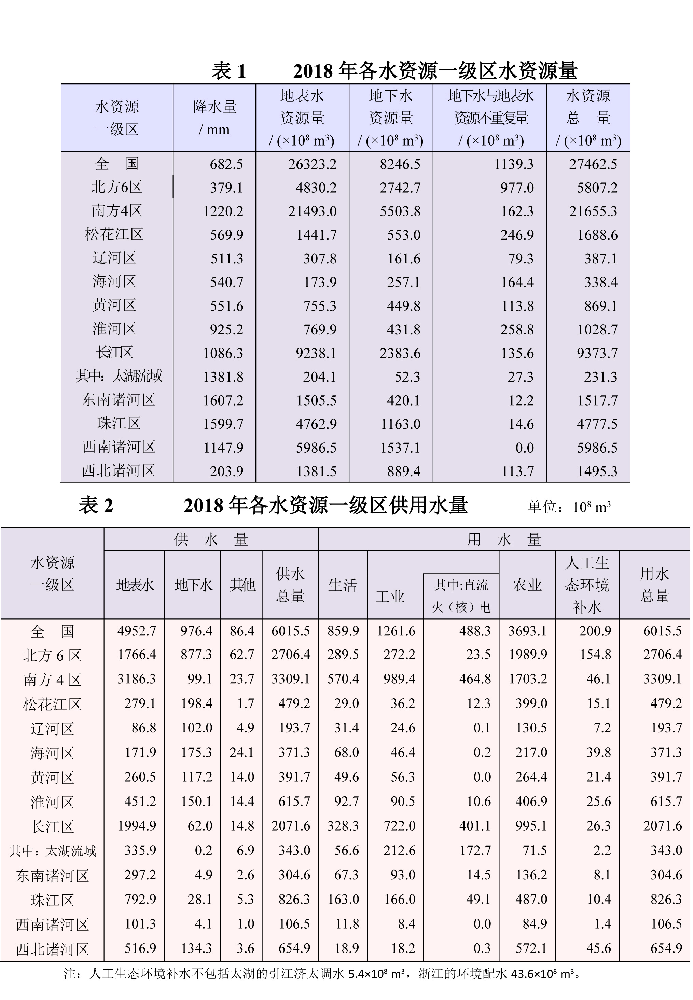 表 1 2018 年各水资源一级区水资源量
水资源一级区 降水量 / mm 地表水资源量 / (×10⁸ m³) 地下水资源量 / (×10⁸ m³) 地下水与地表水资源不重复量 / (×10⁸ m³) 水资源总 量 / (×10⁸ m³)
全 国 682.5 26323.2 8246.5 1139.3 27462.5
北方6区 379.1 4830.2 2742.7 977.0 5807.2
南方4区 1220.2 21493.0 5503.8 162.3 21655.3
松花江区 569.9 1441.7 553.0 246.9 1688.6
辽河区 511.3 307.8 161.6 79.3 387.1
海河区 540.7 173.9 257.1 164.4 338.4
黄河区 551.6 755.3 449.8 113.8 869.1
淮河区 925.2 769.9 431.8 258.8 1028.7
长江区 1086.3 9238.1 2383.6 135.6 9373.7
其中：太湖流域 1381.8 204.1 52.3 27.3 231.3
东南诸河区 1607.2 1505.5 420.1 12.2 1517.7
珠江区 1599.7 4762.9 1163.0 14.6 4777.5
西南诸河区 1147.9 5986.5 1537.1 0.0 5986.5
西北诸河区 203.9 1381.5 889.4 113.7 1495.3
表 2 2018 年各水资源一级区供用水量 单位：10⁸ m³
水资源一级区 供 水 量 用 水 量
地表水 地下水 其他 供水总量 生活 工业 其中:直流火（核）电 农业 人工生态环境补水 用水总量
全 国 4952.7 976.4 86.4 6015.5 859.9 1261.6 488.3 3693.1 200.9 6015.5
北方 6 区 1766.4 877.3 62.7 2706.4 289.5 272.2 23.5 1989.9 154.8 2706.4
南方 4 区 3186.3 99.1 23.7 3309.1 570.4 989.4 464.8 1703.2 46.1 3309.1
松花江区 279.1 198.4 1.7 479.2 29.0 36.2 12.3 399.0 15.1 479.2
辽河区 86.8 102.0 4.9 193.7 31.4 24.6 0.1 130.5 7.2 193.7
海河区 171.9 175.3 24.1 371.3 68.0 46.4 0.2 217.0 39.8 371.3
黄河区 260.5 117.2 14.0 391.7 49.6 56.3 0.0 264.4 21.4 391.7
淮河区 451.2 150.1 14.4 615.7 92.7 90.5 10.6 406.9 25.6 615.7
长江区 1994.9 62.0 14.8 2071.6 328.3 722.0 401.1 995.1 26.3 2071.6
其中：太湖流域 335.9 0.2 6.9 343.0 56.6 212.6 172.7 71.5 2.2 343.0
东南诸河区 297.2 4.9 2.6 304.6 67.3 93.0 14.5 136.2 8.1 304.6
珠江区 792.9 28.1 5.3 826.3 163.0 166.0 49.1 487.0 10.4 826.3
西南诸河区 101.3 4.1 1.0 106.5 11.8 8.4 0.0 84.9 1.4 106.5
西北诸河区 516.9 134.3 3.6 654.9 18.9 18.2 0.3 572.1 45.6 654.9
注：人工生态环境补水不包括太湖的引江济太调水 5.4×10⁸ m³，浙江的环境配水 43.6×10⁸ m³。